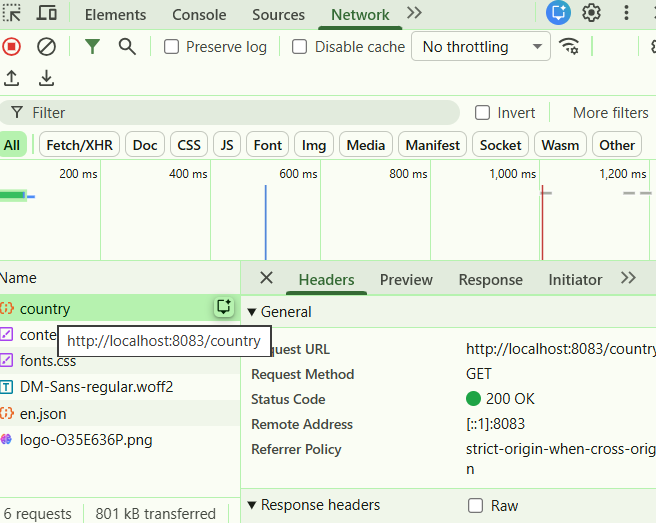 Elements Console Sources Network
Preserve log Disable cache No throttling
Filter Invert More filters
All Fetch/XHR Doc CSS JS Font Img Media Manifest Socket Wasm Other
200 ms 400 ms 600 ms 800 ms 1,000 ms 1,200 ms
Name
Headers Preview Response Initiator
country
General
conte
http://localhost:8083/country
quest URL http://localhost:8083/country
fonts.css
Request Method GET
DM-Sans-regular.woff2
Status Code 200 OK
en.json
Remote Address [::1]:8083
logo-O35E636P.png
Referrer Policy strict-origin-when-cross-origi
n
Response headers Raw
6 requests 801 kB transferred